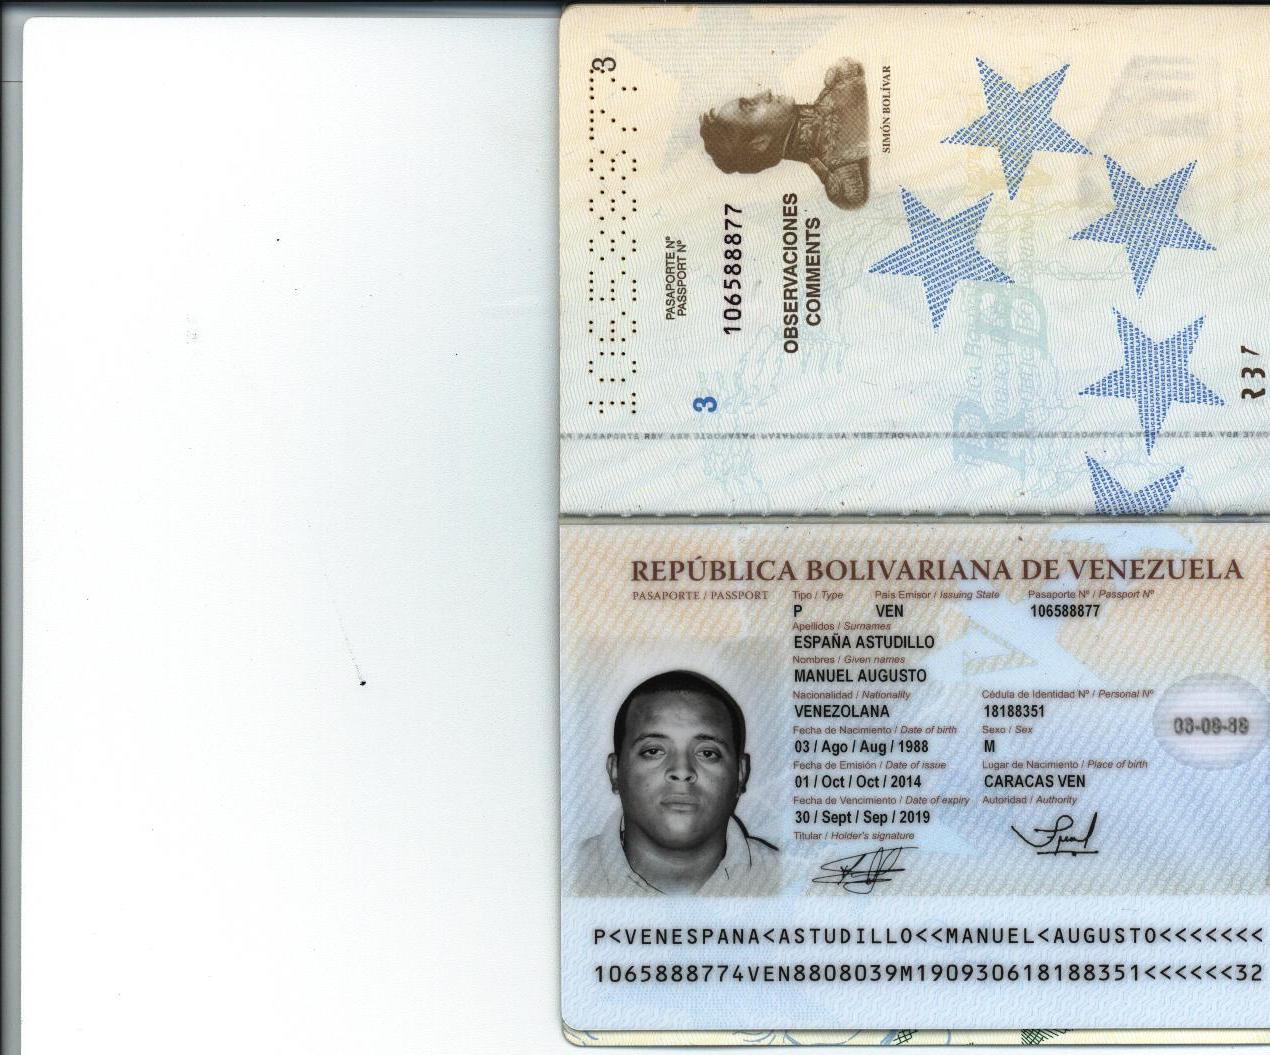 3
PASAPORTE Nº
PASSPORT Nº
106588877
OBSERVACIONES
COMMENTS
SIMÓN BOLÍVAR
3
REPÚBLICA BOLIVARIANA DE VENEZUELA
PASAPORTE / PASSPORT
Tipo / Type País Emisor / Issuing State Pasaporte Nº / Passport Nº
P VEN 106588877
Apellidos / Surnames
ESPAÑA ASTUDILLO
Nombres / Given names
MANUEL AUGUSTO
Nacionalidad / Nationality Cédula de Identidad Nº / Personal Nº
VENEZOLANA 18188351
Fecha de Nacimiento / Date of birth Sexo / Sex
03 / Ago / Aug / 1988 M
Fecha de Emisión / Date of issue Lugar de Nacimiento / Place of birth
01 / Oct / Oct / 2014 CARACAS VEN
Fecha de Vencimiento / Date of expiry Autoridad / Authority
30 / Sept / Sep / 2019
Titular / Holder's signature
03-08-88
P<VENESPANA<ASTUDILLO<<MANUEL<AUGUSTO<<<<<<<
1065888774VEN8808039M190930618188351<<<<<<32